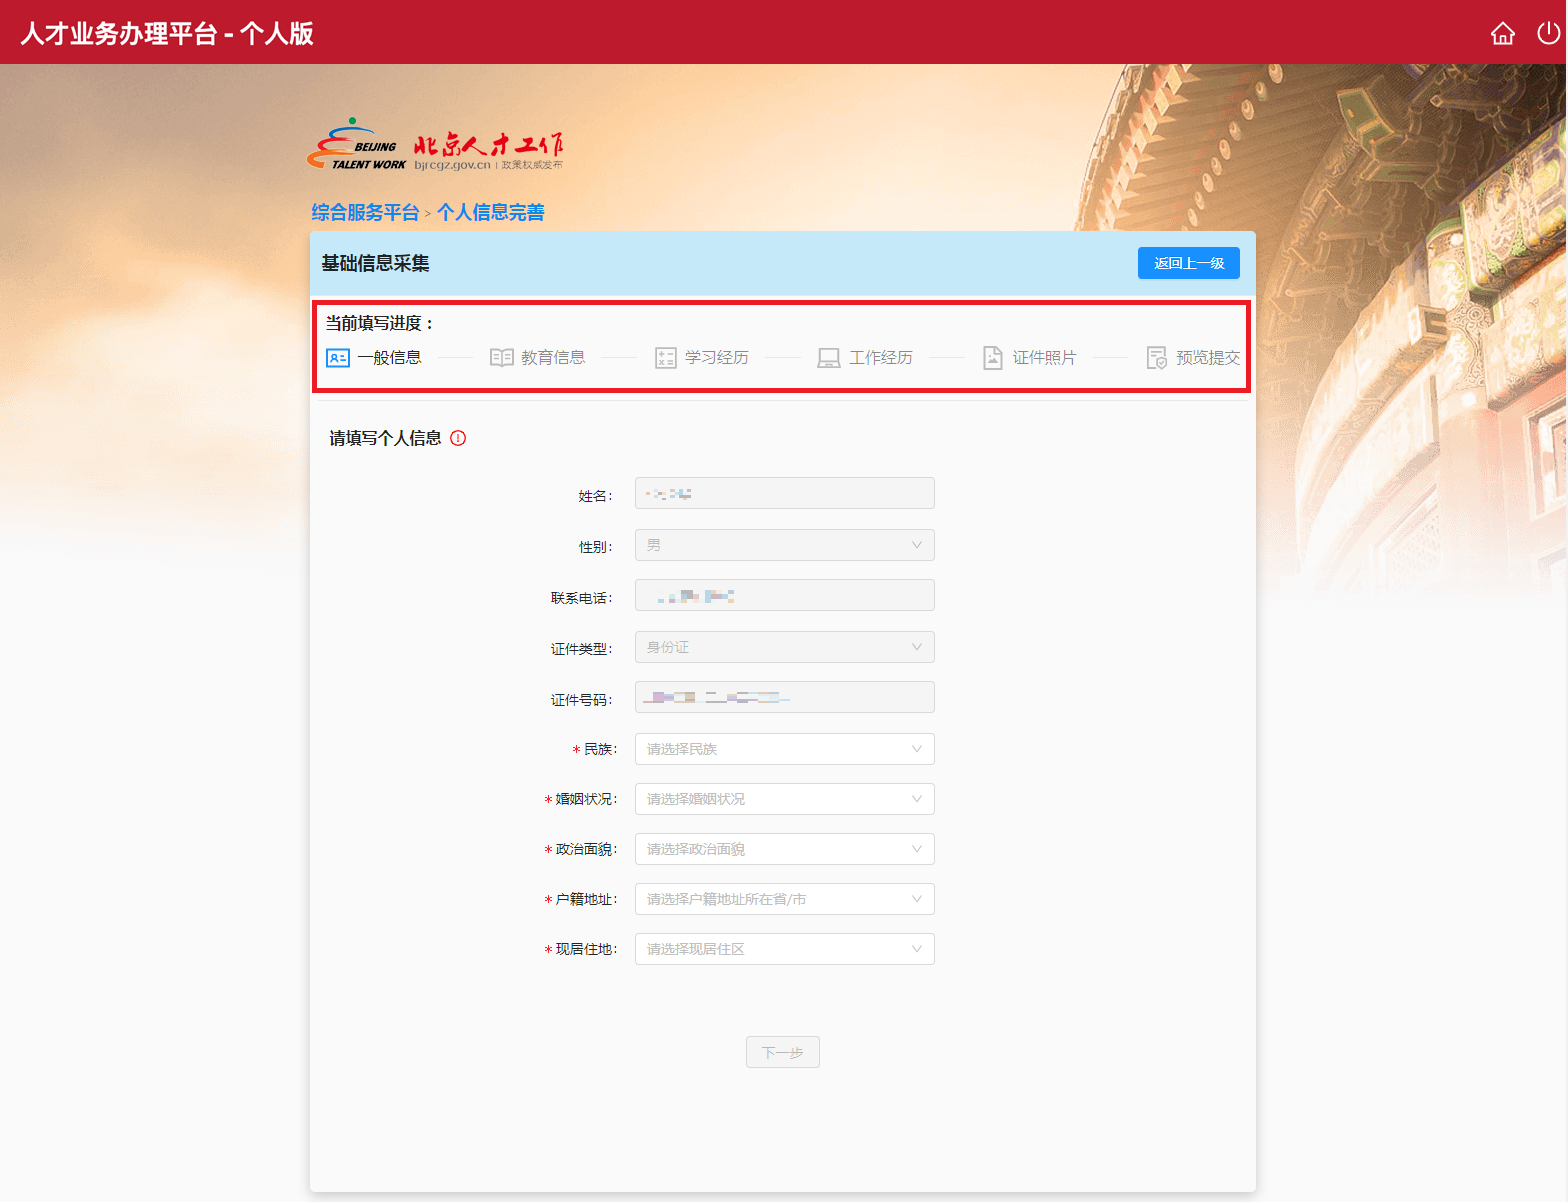 人才业务办理平台 - 个人版
BEIJING
TALENT WORK
北京人才工作
bjrcgz.gov.cn | 政策权威发布
综合服务平台 > 个人信息完善
基础信息采集
返回上一级
当前填写进度：
一般信息 教育信息 学习经历 工作经历 证件照片 预览提交
请填写个人信息
姓名：
性别： 男
联系电话：
证件类型： 身份证
证件号码：
* 民族： 请选择民族
* 婚姻状况： 请选择婚姻状况
* 政治面貌： 请选择政治面貌
* 户籍地址： 请选择户籍地址所在省/市
* 现居住地： 请选择现居住区
下一步